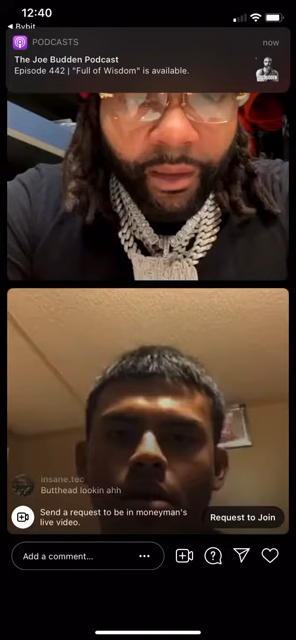 12:40
Bybit
PODCASTS
now
The Joe Budden Podcast
Episode 442 | "Full of Wisdom" is available.
insane.tec
Butthead lookin ahh
Send a request to be in moneyman's
live video.
Request to Join
Add a comment...